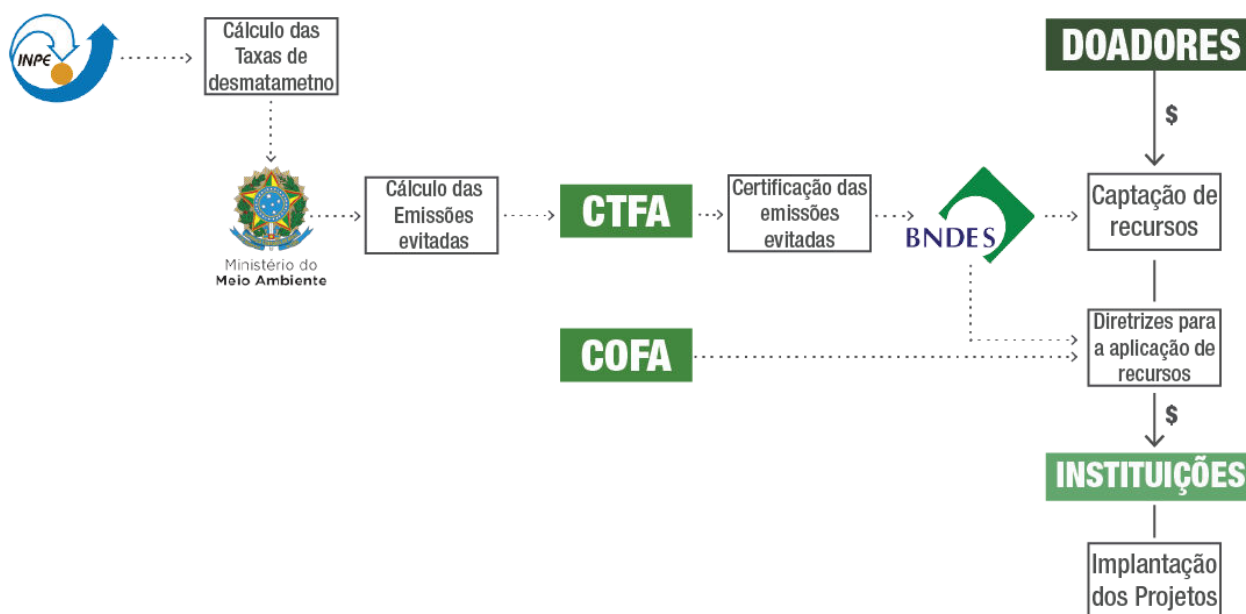 INPE
Cálculo das
Taxas de
desmatametno
DOADORES
$
Ministério do
Meio Ambiente
Cálculo das
Emissões
evitadas
CTFA
Certificação das
emissões
evitadas
BNDES
Captação de
recursos
COFA
Diretrizes para
a aplicação de
recursos
$
INSTITUIÇÕES
Implantação
dos Projetos